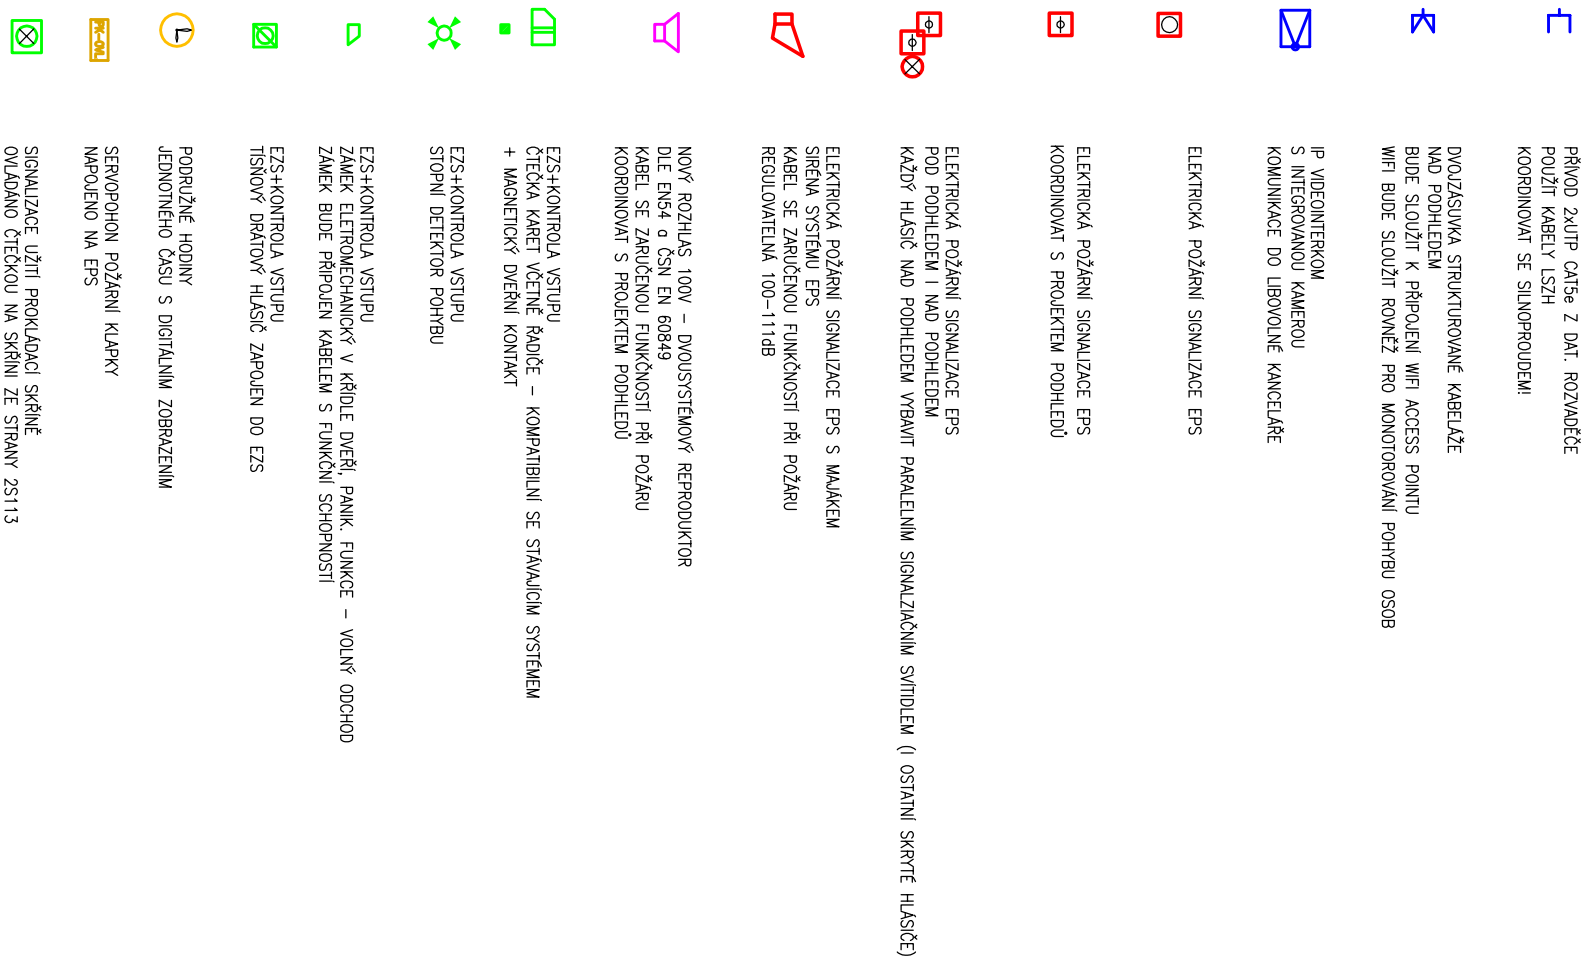 PŘÍVOD 2xUTP CAT5e Z DAT. ROZVADĚČE
POUŽÍT KABELY LSZH
KOORDINOVAT SE SILNOPROUDEM!
DVOJZÁSUVKA STRUKTUROVANÉ KABELÁŽE
NAD PODHLEDEM
BUDE SLOUŽIT K PŘIPOJENÍ WIFI ACCESS POINTU
WIFI BUDE SLOUŽIT ROVNĚŽ PRO MONOTOROVÁNÍ POHYBU OSOB
IP VIDEOINTERKOM
S INTEGROVANOU KAMEROU
KOMUNIKACE DO LIBOVOLNÉ KANCELÁŘE
ELEKTRICKÁ POŽÁRNÍ SIGNALIZACE EPS
ELEKTRICKÁ POŽÁRNÍ SIGNALIZACE EPS
KOORDINOVAT S PROJEKTEM PODHLEDŮ
ELEKTRICKÁ POŽÁRNÍ SIGNALIZACE EPS
POD PODHLEDEM I NAD PODHLEDEM
KAŽDÝ HLÁSIČ NAD PODHLEDEM VYBAVIT PARALELNÍM SIGNALZIAČNÍM SVÍTIDLEM (I OSTATNÍ SKRYTÉ HLÁSIČE)
ELEKTRICKÁ POŽÁRNÍ SIGNALIZACE EPS S MAJÁKEM
SIRÉNA SYSTÉMU EPS
KABEL SE ZARUČENOU FUNKČNOSTÍ PŘI POŽÁRU
REGULOVATELNÁ 100-111dB
NOVÝ ROZHLAS 100V – DVOUSYSTÉMOVÝ REPRODUKTOR
DLE EN54 a ČSN EN 60849
KABEL SE ZARUČENOU FUNKČNOSTÍ PŘI POŽÁRU
KOORDINOVAT S PROJEKTEM PODHLEDŮ
EZS+KONTROLA VSTUPU
ČTEČKA KARET VČETNĚ ŘADIČE – KOMPATIBILNÍ SE STÁVAJÍCÍM SYSTÉMEM
+ MAGNETICKÝ DVEŘNÍ KONTAKT
EZS+KONTROLA VSTUPU
STOPNÍ DETEKTOR POHYBU
EZS+KONTROLA VSTUPU
ZÁMEK ELETROMECHANICKÝ V KŘÍDLE DVEŘÍ, PANIK. FUNKCE – VOLNÝ ODCHOD
ZÁMEK BUDE PŘIPOJEN KABELEM S FUNKČNÍ SCHOPNOSTÍ
EZS+KONTROLA VSTUPU
TÍSŇOVÝ DRÁTOVÝ HLÁSIČ ZAPOJEN DO EZS
PODRUŽNÉ HODINY
JEDNOTNÉHO ČASU S DIGITÁLNÍM ZOBRAZENÍM
SERVOPOHON POŽÁRNÍ KLAPKY
NAPOJENO NA EPS
SIGNALIZACE UŽITÍ PROKLÁDACÍ SKŘÍNĚ
OVLÁDÁNO ČTEČKOU NA SKŘÍNI ZE STRANY 2S113